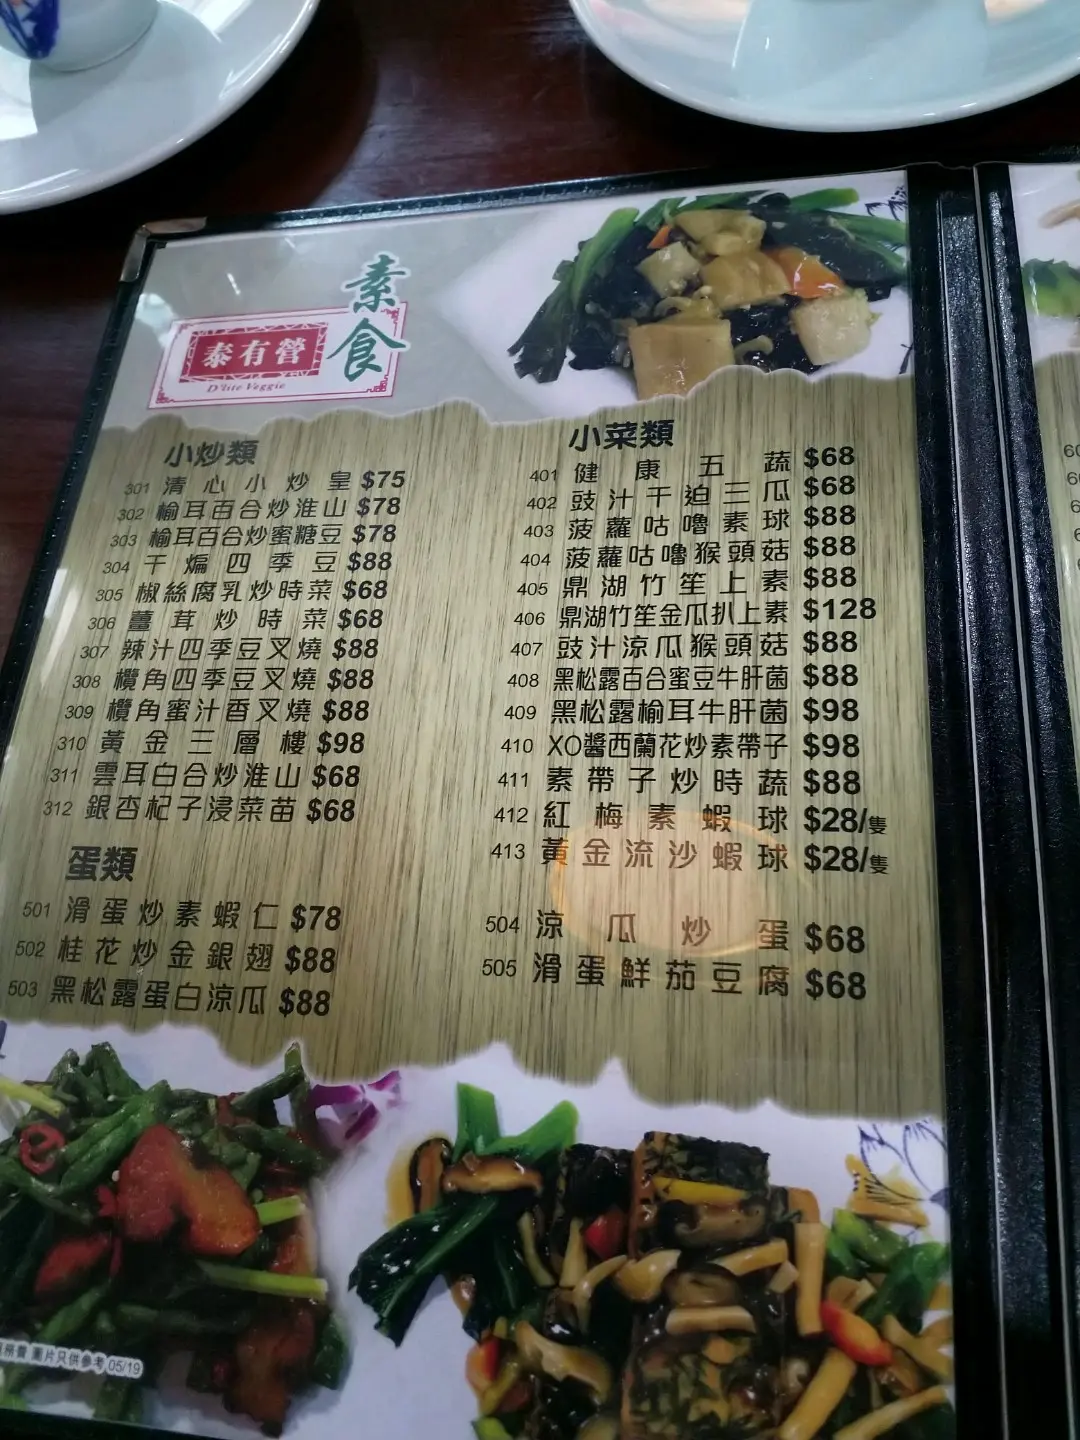 素食
泰有營
D'lite Veggie
小炒類
301 清心小炒皇 $75
302 榆耳百合炒淮山 $78
303 榆耳百合炒蜜糖豆 $78
304 干煸四季豆 $88
305 椒絲腐乳炒時菜 $68
306 薑茸炒時菜 $68
307 辣汁四季豆叉燒 $88
308 欖角四季豆叉燒 $88
309 欖角蜜汁香叉燒 $88
310 黃金三層樓 $98
311 雲耳百合炒淮山 $68
312 銀杏杞子浸菜苗 $68
蛋類
501 滑蛋炒素蝦仁 $78
502 桂花炒金銀翅 $88
503 黑松露蛋白涼瓜 $88
小菜類
401 健康五蔬 $68
402 豉汁干迫三瓜 $68
403 菠蘿咕嚕素球 $88
404 菠蘿咕嚕猴頭菇 $88
405 鼎湖竹笙上素 $88
406 鼎湖竹笙金瓜扒上素 $128
407 豉汁涼瓜猴頭菇 $88
408 黑松露百合蜜豆牛肝菌 $88
409 黑松露榆耳牛肝菌 $98
410 XO醬西蘭花炒素帶子 $98
411 素帶子炒時蔬 $88
412 紅梅素蝦球 $28/隻
413 黃金流沙蝦球 $28/隻
504 涼瓜炒蛋 $68
505 滑蛋鮮茄豆腐 $68
圖片只供參考 05/19